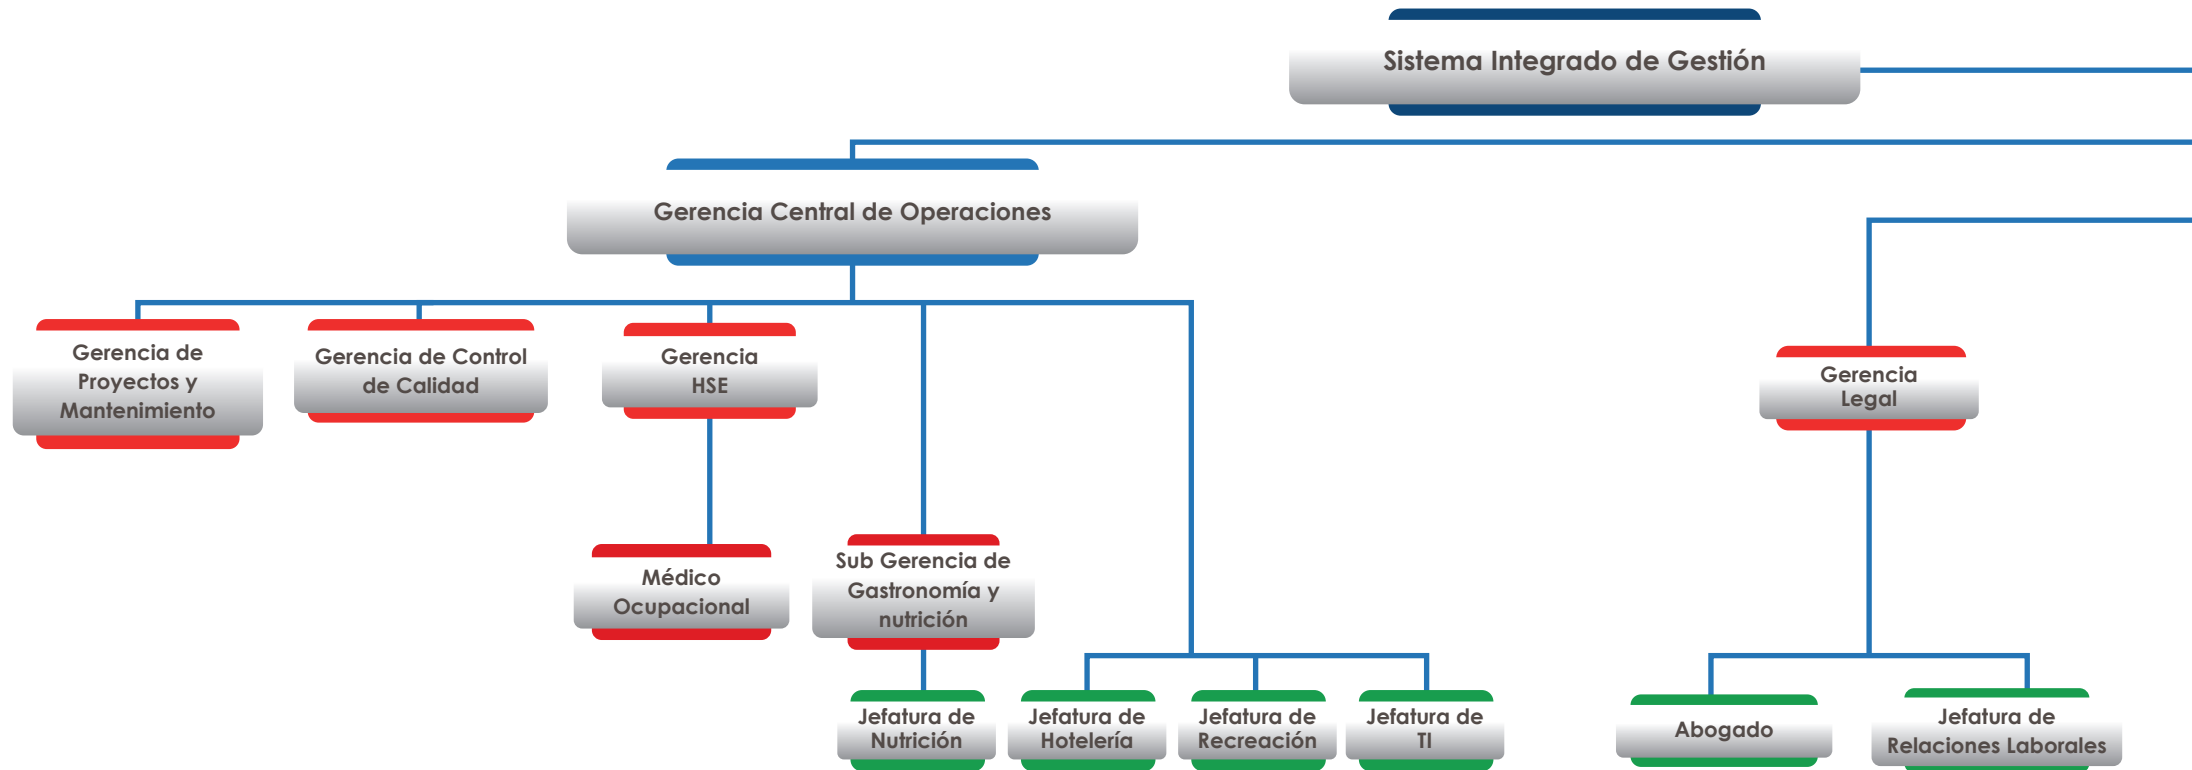 Sistema Integrado de Gestión
Gerencia Central de Operaciones
Gerencia de
Proyectos y
Mantenimiento
Gerencia de Control
de Calidad
Gerencia
HSE
Gerencia
Legal
Médico
Ocupacional
Sub Gerencia de
Gastronomía y
nutrición
Jefatura de
Nutrición
Jefatura de
Hotelería
Jefatura de
Recreación
Jefatura de
TI
Abogado
Jefatura de
Relaciones Laborales